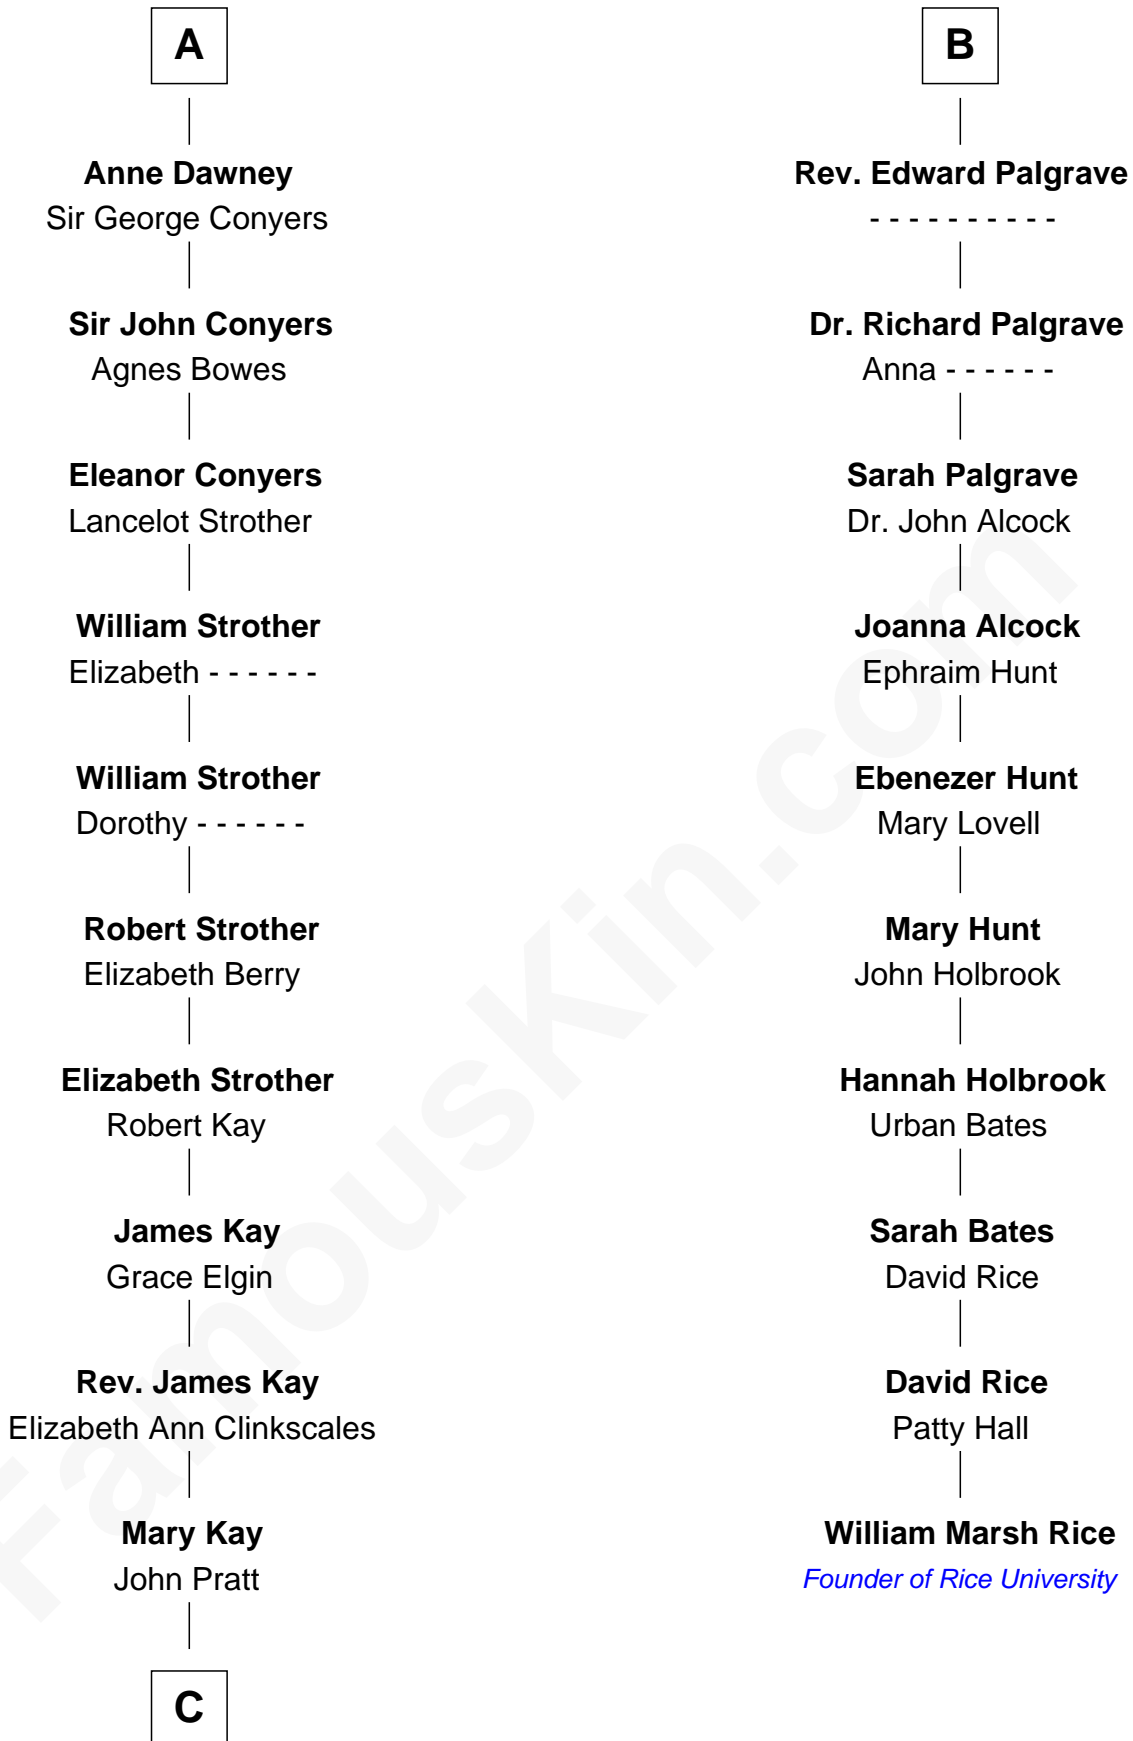 A
Anne Dawney
Sir George Conyers
Sir John Conyers
Agnes Bowes
Eleanor Conyers
Lancelot Strother
William Strother
Elizabeth - - - - - -
William Strother
Dorothy - - - - - -
Robert Strother
Elizabeth Berry
Elizabeth Strother
Robert Kay
James Kay
Grace Elgin
Rev. James Kay
Elizabeth Ann Clinkscales
Mary Kay
John Pratt
C
B
Rev. Edward Palgrave
- - - - - - - - - -
Dr. Richard Palgrave
Anna - - - - - -
Sarah Palgrave
Dr. John Alcock
Joanna Alcock
Ephraim Hunt
Ebenezer Hunt
Mary Lovell
Mary Hunt
John Holbrook
Hannah Holbrook
Urban Bates
Sarah Bates
David Rice
David Rice
Patty Hall
William Marsh Rice
Founder of Rice University
FamousKin.com